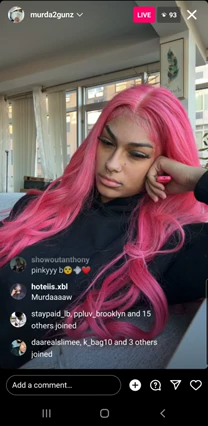 murda2gunz
LIVE
93
showoutanthony
pinkyyy b
hoteiis.xbl
Murdaaaaw
staypaid_lb, ppluv_brooklyn and 15
others joined
daarealslimee, k_bag10 and 3 others
joined
Add a comment...